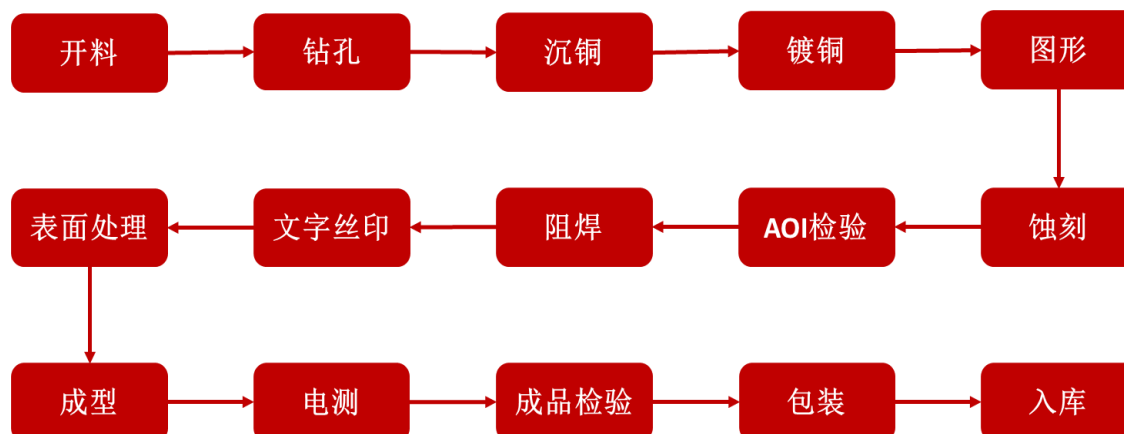 开料
钻孔
沉铜
镀铜
图形
蚀刻
AOI检验
阻焊
文字丝印
表面处理
成型
电测
成品检验
包装
入库